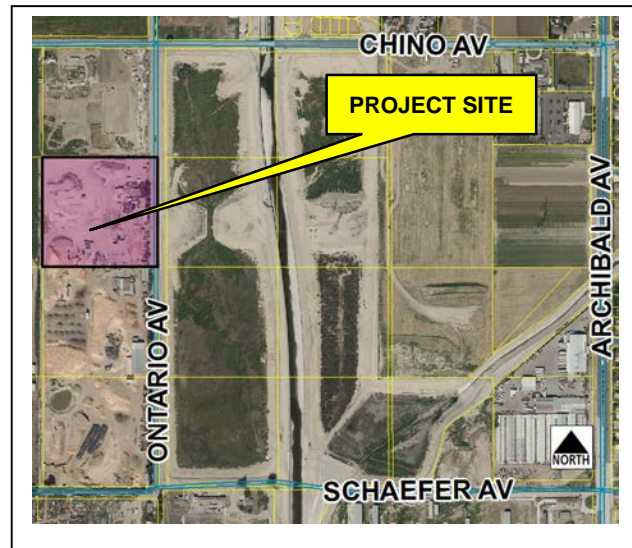 CHINO AV
PROJECT SITE
ARCHIBALD AV
ONTARIO AV
NORTH
SCHAEFER AV